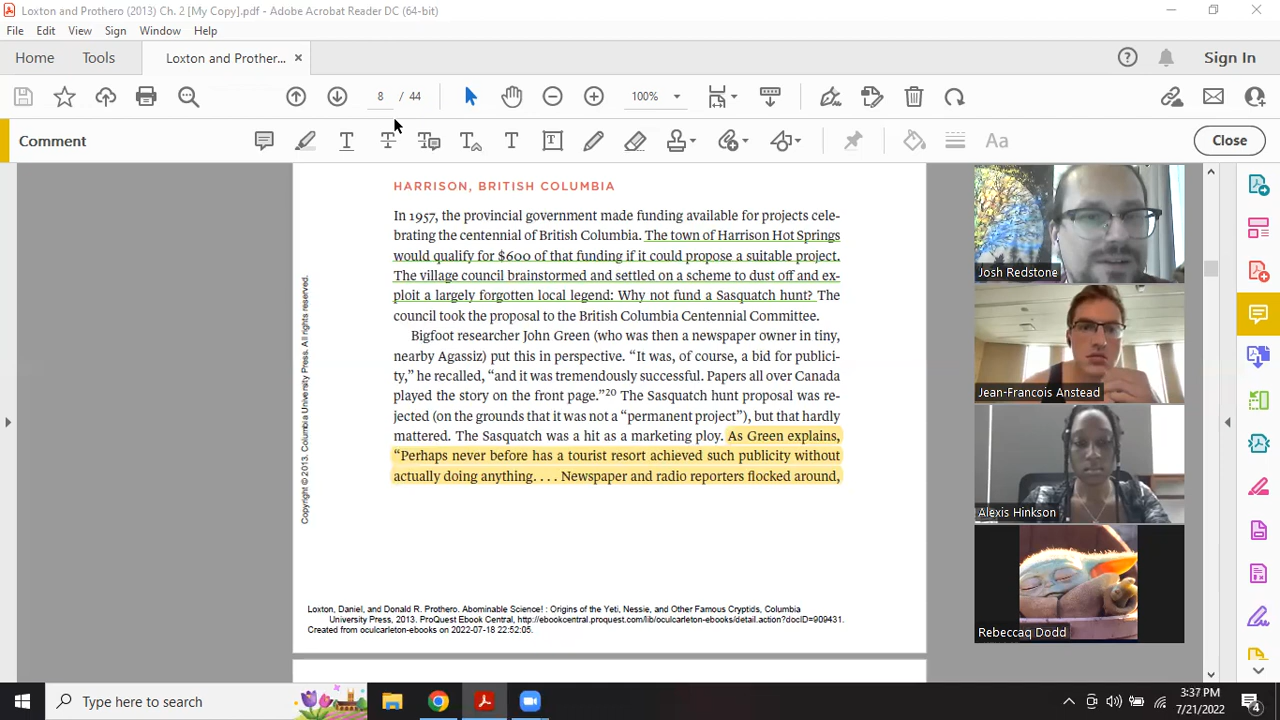 Loxton and Prothero (2013) Ch. 2 [My Copy].pdf - Adobe Acrobat Reader DC (64-bit)
File Edit View Sign Window Help
Home Tools Loxton and Prother... × Sign In
8 / 44 100%
Comment Close
HARRISON, BRITISH COLUMBIA
In 1957, the provincial government made funding available for projects cele-
brating the centennial of British Columbia. The town of Harrison Hot Springs
would qualify for $600 of that funding if it could propose a suitable project.
The village council brainstormed and settled on a scheme to dust off and ex-
ploit a largely forgotten local legend: Why not fund a Sasquatch hunt? The
council took the proposal to the British Columbia Centennial Committee.
Bigfoot researcher John Green (who was then a newspaper owner in tiny,
nearby Agassiz) put this in perspective. “It was, of course, a bid for publici-
ty,” he recalled, “and it was tremendously successful. Papers all over Canada
played the story on the front page.”20 The Sasquatch hunt proposal was re-
jected (on the grounds that it was not a “permanent project”), but that hardly
mattered. The Sasquatch was a hit as a marketing ploy. As Green explains,
“Perhaps never before has a tourist resort achieved such publicity without
actually doing anything. . . . Newspaper and radio reporters flocked around,
Copyright © 2013. Columbia University Press. All rights reserved.
Loxton, Daniel, and Donald R. Prothero. Abominable Science! : Origins of the Yeti, Nessie, and Other Famous Cryptids, Columbia
University Press, 2013. ProQuest Ebook Central, http://ebookcentral.proquest.com/lib/oculcarleton-ebooks/detail.action?docID=909431.
Created from oculcarleton-ebooks on 2022-07-18 22:52:05.
Josh Redstone
Jean-Francois Anstead
Alexis Hinkson
Rebeccaq Dodd
Type here to search
3:37 PM
7/21/2022
4